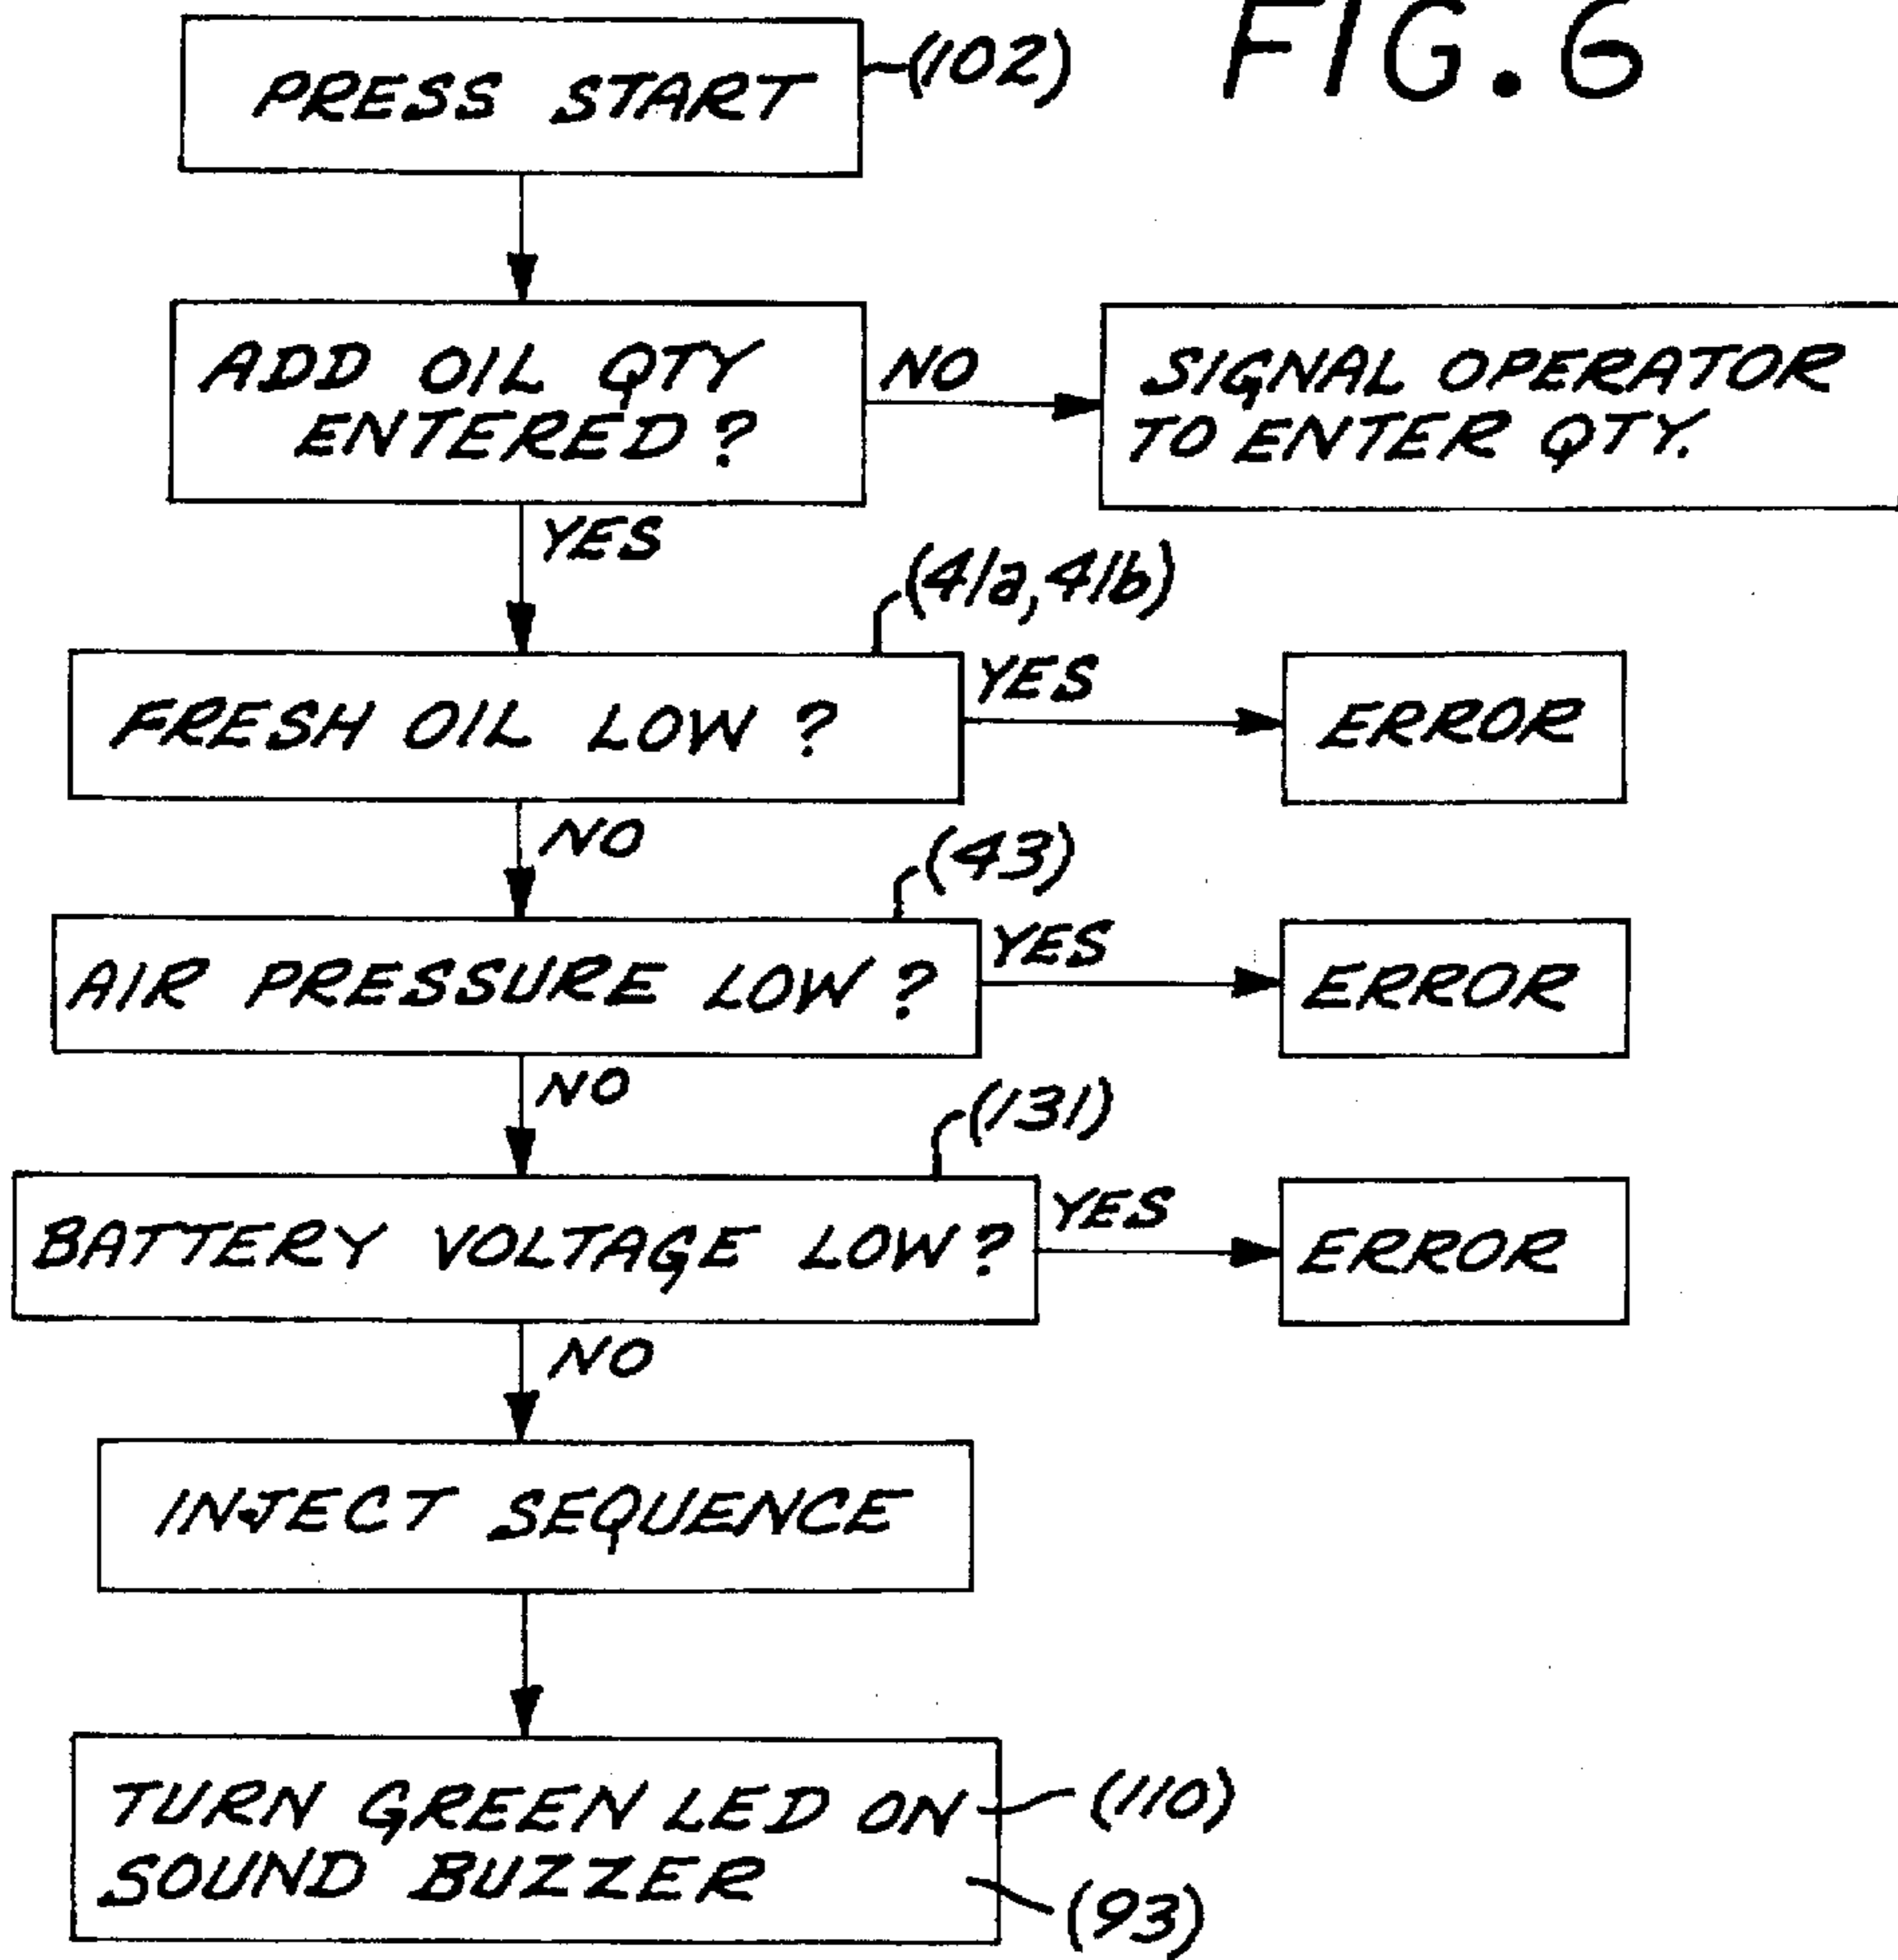 FIG. 6
PRESS START
(102)
ADD OIL QTY
ENTERED?
NO
SIGNAL OPERATOR
TO ENTER QTY.
YES
(41a, 41b)
FRESH OIL LOW?
YES
ERROR
NO
(43)
AIR PRESSURE LOW?
YES
ERROR
NO
(131)
BATTERY VOLTAGE LOW?
YES
ERROR
NO
INJECT SEQUENCE
TURN GREEN LED ON
(110)
SOUND BUZZER
(93)